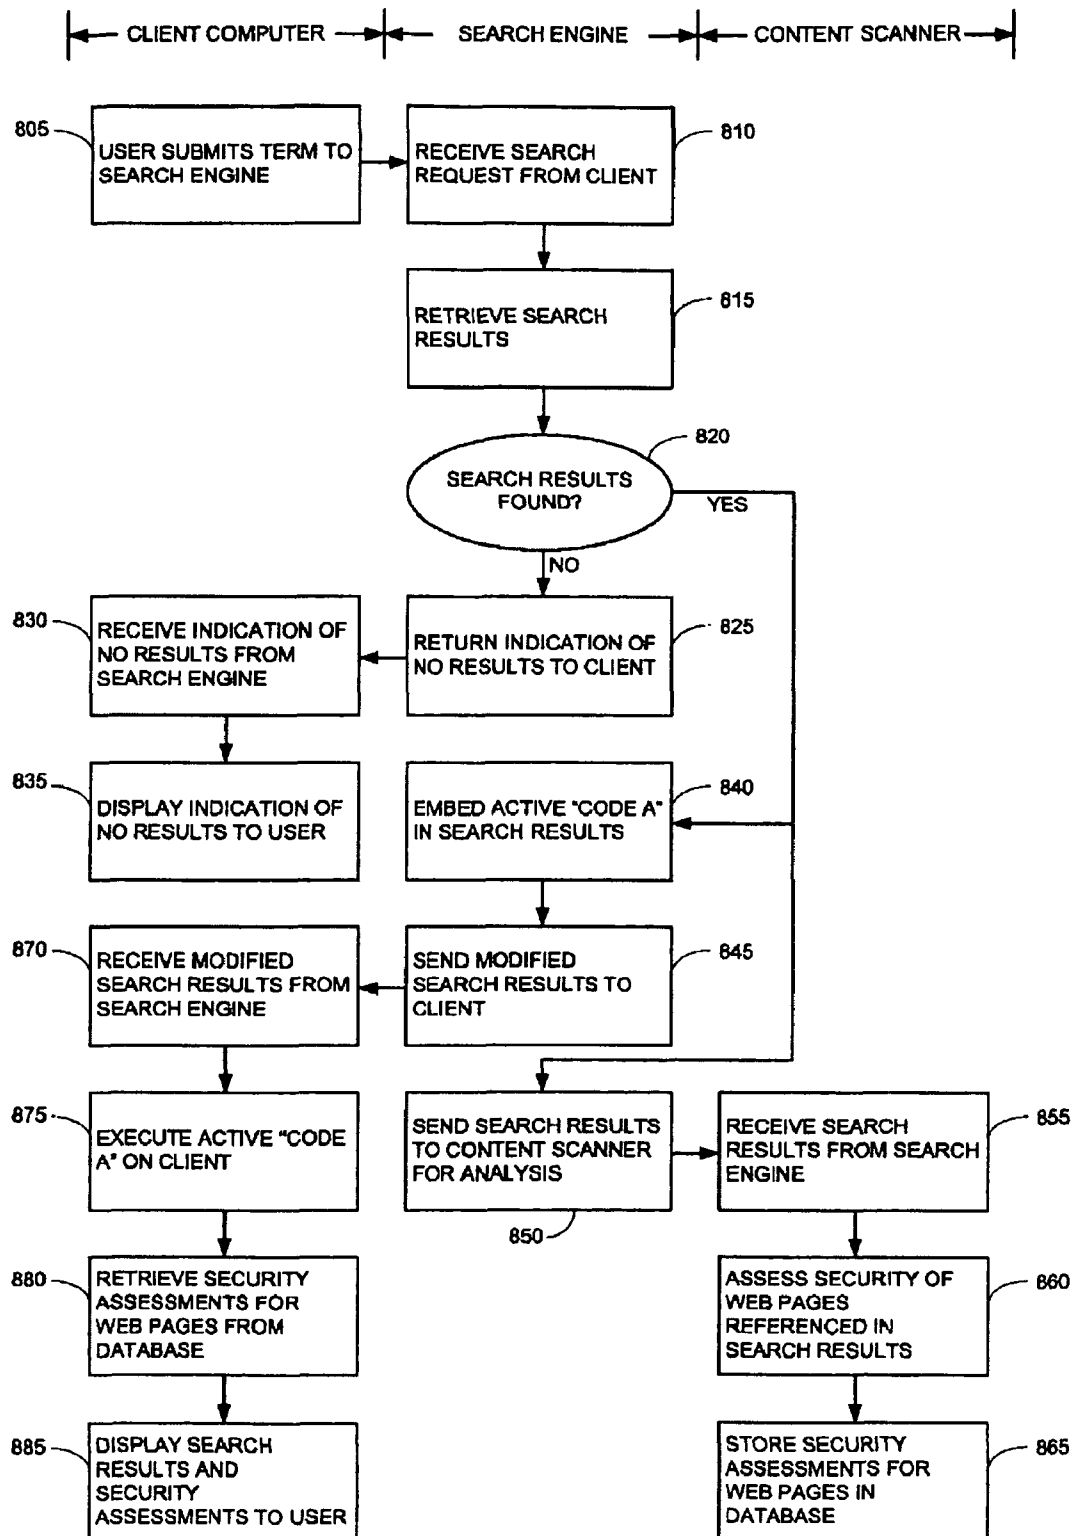 CLIENT COMPUTER
SEARCH ENGINE
CONTENT SCANNER
805
USER SUBMITS TERM TO
SEARCH ENGINE
RECEIVE SEARCH
REQUEST FROM CLIENT
810
RETRIEVE SEARCH
RESULTS
815
SEARCH RESULTS
FOUND?
820
YES
NO
830
RECEIVE INDICATION OF
NO RESULTS FROM
SEARCH ENGINE
RETURN INDICATION OF
NO RESULTS TO CLIENT
825
835
DISPLAY INDICATION OF
NO RESULTS TO USER
EMBED ACTIVE "CODE A"
IN SEARCH RESULTS
840
870
RECEIVE MODIFIED
SEARCH RESULTS FROM
SEARCH ENGINE
SEND MODIFIED
SEARCH RESULTS TO
CLIENT
845
875
EXECUTE ACTIVE "CODE
A" ON CLIENT
SEND SEARCH RESULTS
TO CONTENT SCANNER
FOR ANALYSIS
850
RECEIVE SEARCH
RESULTS FROM SEARCH
ENGINE
855
880
RETRIEVE SECURITY
ASSESSMENTS FOR
WEB PAGES FROM
DATABASE
ASSESS SECURITY OF
WEB PAGES
REFERENCED IN
SEARCH RESULTS
860
885
DISPLAY SEARCH
RESULTS AND
SECURITY
ASSESSMENTS TO USER
STORE SECURITY
ASSESSMENTS FOR
WEB PAGES IN
DATABASE
865